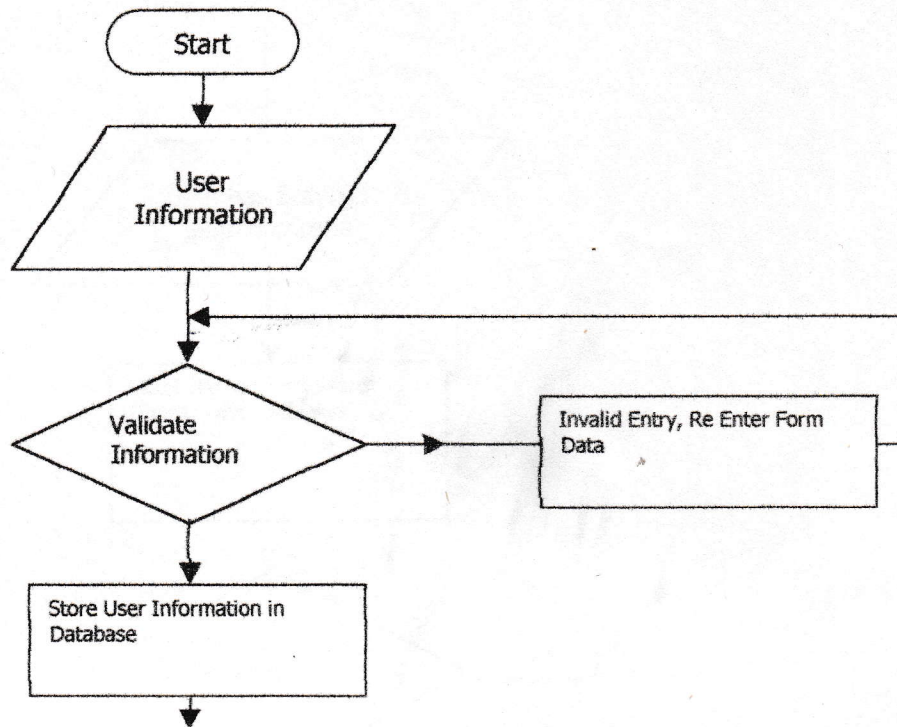 Start
User
Information
Validate
Information
Invalid Entry, Re Enter Form
Data
Store User Information in
Database